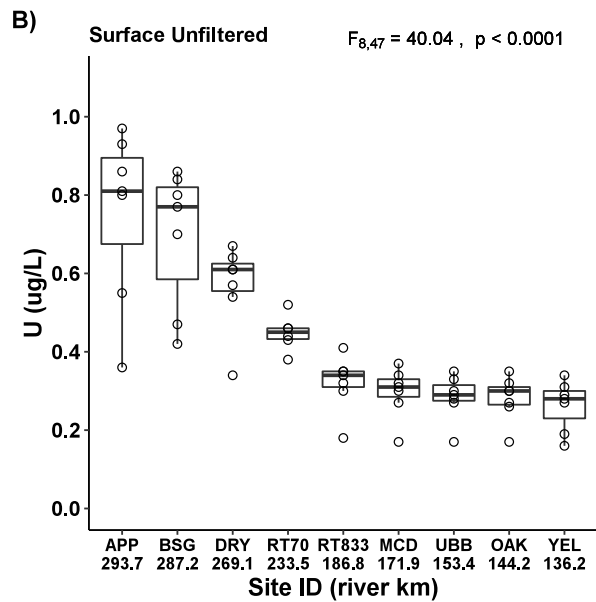 B)
Surface Unfiltered
F8,47 = 40.04 , p < 0.0001
U (ug/L)
1.0
0.8
0.6
0.4
0.2
0.0
APP BSG DRY RT70 RT833 MCD UBB OAK YEL
293.7 287.2 269.1 233.5 186.8 171.9 153.4 144.2 136.2
Site ID (river km)